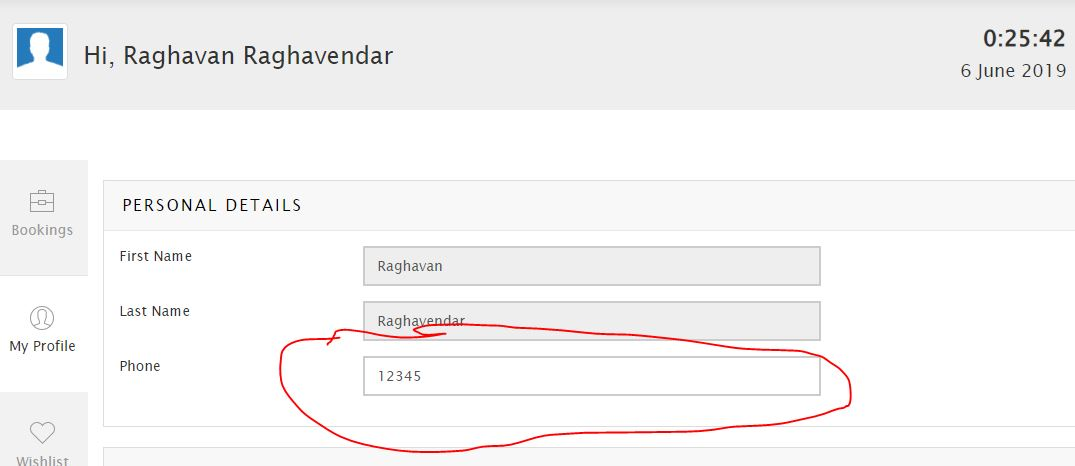 Hi, Raghavan Raghavendar
0:25:42
6 June 2019
Bookings
My Profile
Wishlist
PERSONAL DETAILS
First Name
Raghavan
Last Name
Raghavendar
Phone
12345